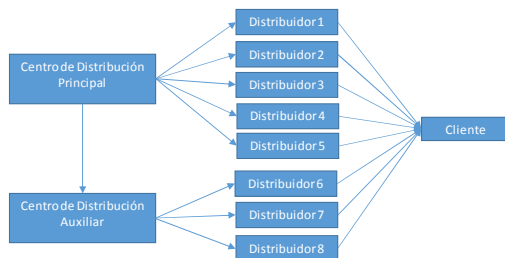 Centro de Distribución
Principal
Centro de Distribución
Auxiliar
Distribuidor 1
Distribuidor 2
Distribuidor 3
Distribuidor 4
Distribuidor 5
Distribuidor 6
Distribuidor 7
Distribuidor 8
Cliente